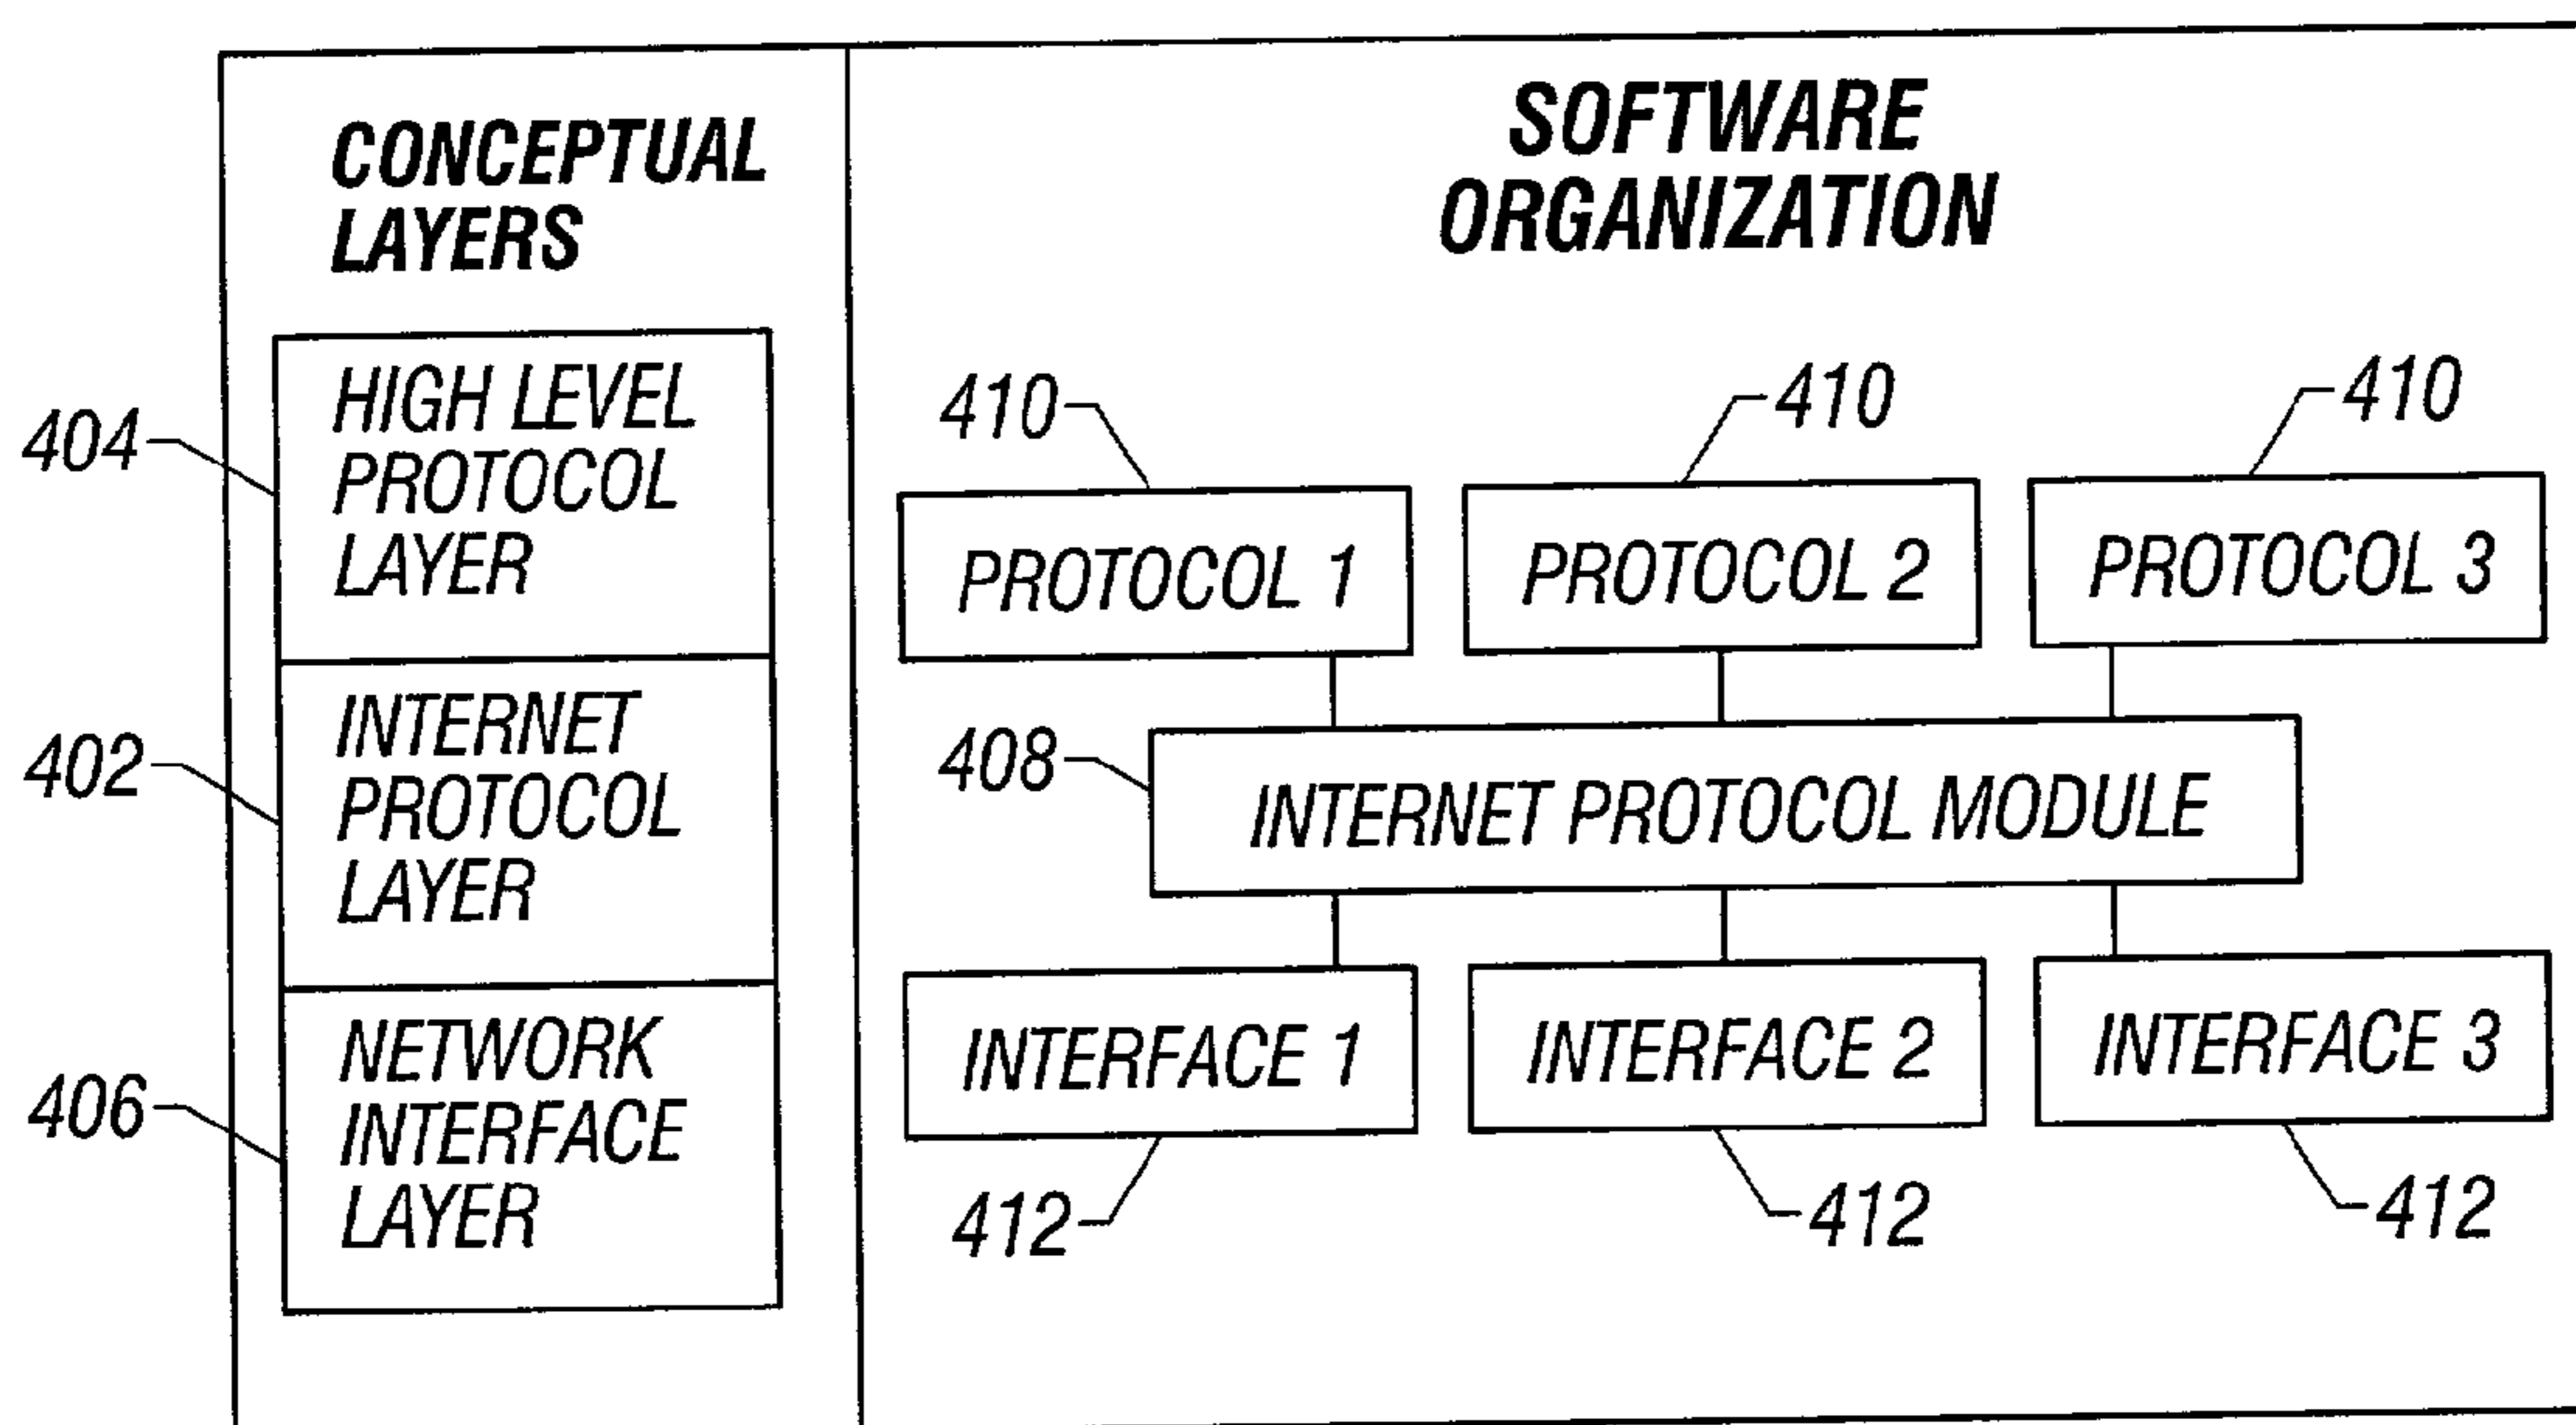 CONCEPTUAL
LAYERS
404
HIGH LEVEL
PROTOCOL
LAYER
402
INTERNET
PROTOCOL
LAYER
406
NETWORK
INTERFACE
LAYER
SOFTWARE
ORGANIZATION
410
410
410
PROTOCOL 1
PROTOCOL 2
PROTOCOL 3
408
INTERNET PROTOCOL MODULE
INTERFACE 1
INTERFACE 2
INTERFACE 3
412
412
412